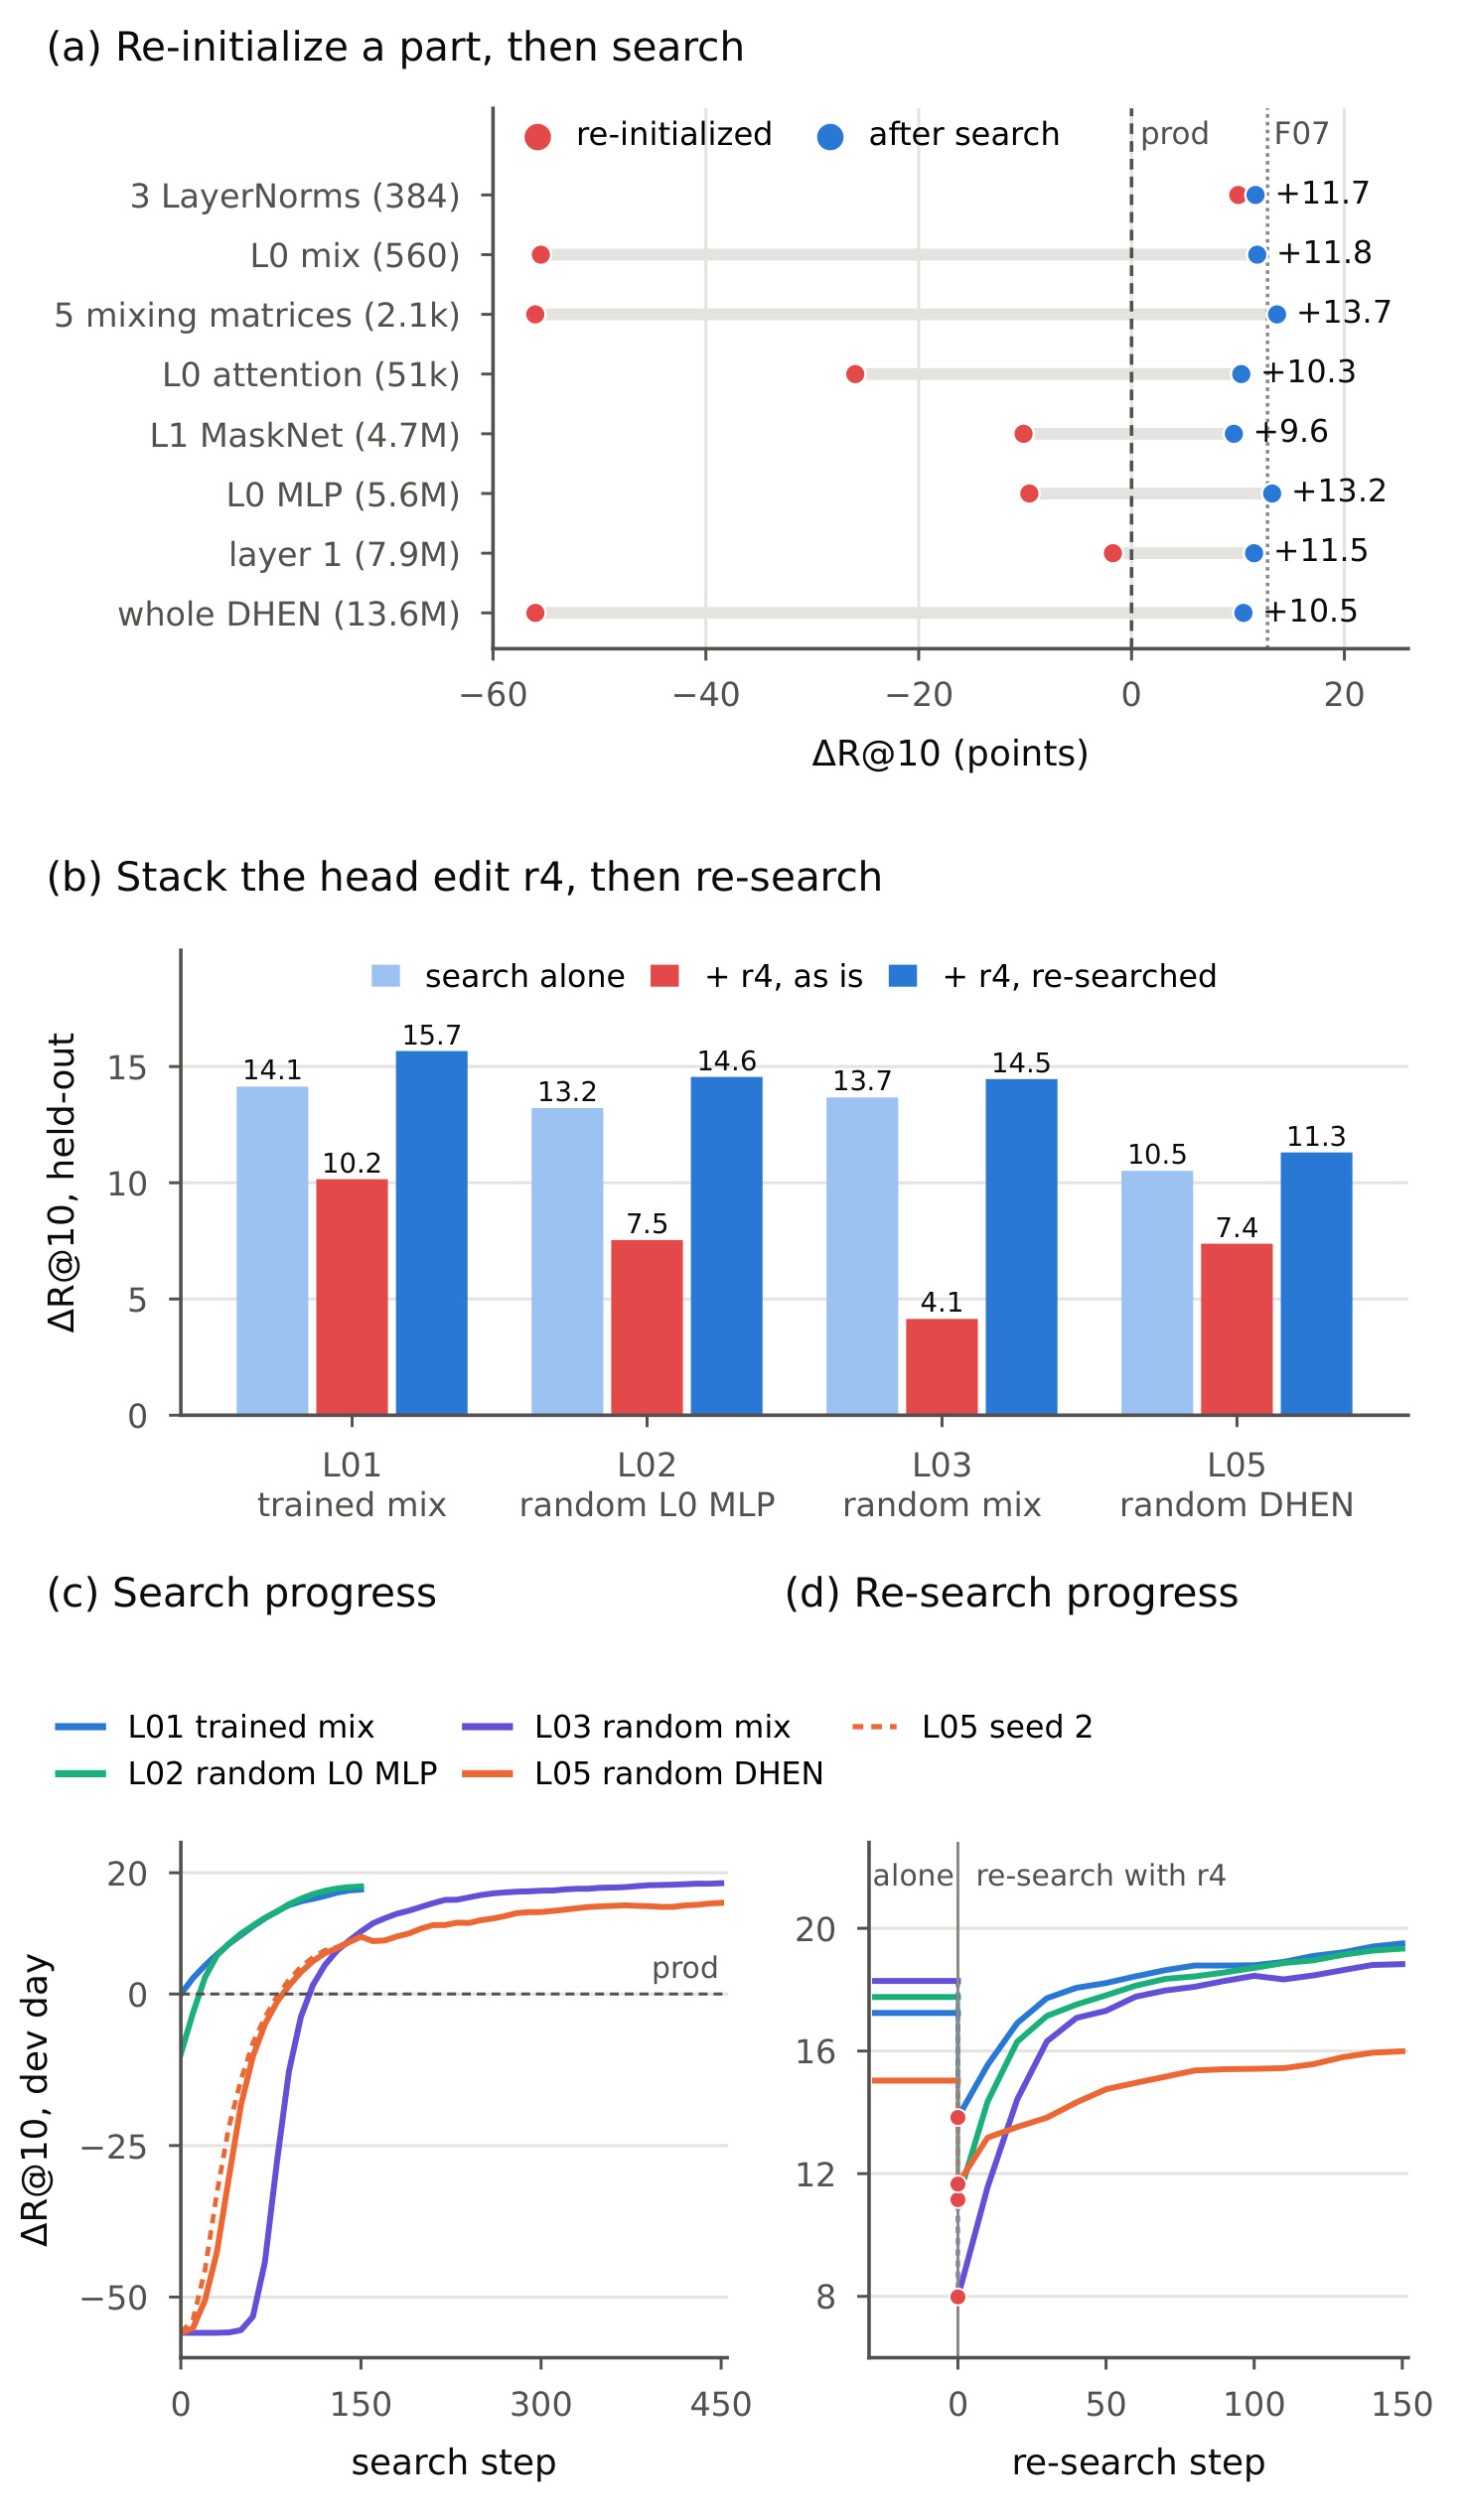 (a) Re-initialize a part, then search
re-initialized after search prod F07
3 LayerNorms (384) +11.7
L0 mix (560) +11.8
5 mixing matrices (2.1k) +13.7
L0 attention (51k) +10.3
L1 MaskNet (4.7M) +9.6
L0 MLP (5.6M) +13.2
layer 1 (7.9M) +11.5
whole DHEN (13.6M) +10.5
−60 −40 −20 0 20
ΔR@10 (points)
(b) Stack the head edit r4, then re-search
search alone + r4, as is + r4, re-searched
ΔR@10, held-out
15
10
5
0
14.1 10.2 15.7
13.2 7.5 14.6
13.7 4.1 14.5
10.5 7.4 11.3
L01 L02 L03 L05
trained mix random L0 MLP random mix random DHEN
(c) Search progress
(d) Re-search progress
L01 trained mix L03 random mix L05 seed 2
L02 random L0 MLP L05 random DHEN
ΔR@10, dev day
20
0
−25
−50
prod
0 150 300 450
search step
alone re-search with r4
20
16
12
8
0 50 100 150
re-search step